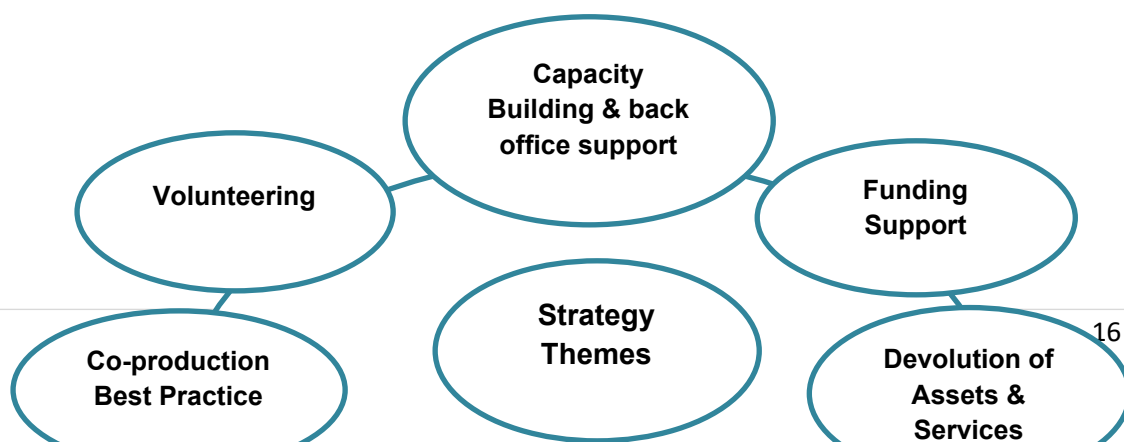 Capacity
Building & back
office support
Volunteering
Funding
Support
Strategy
Themes
16
Co-production
Best Practice
Devolution of
Assets &
Services